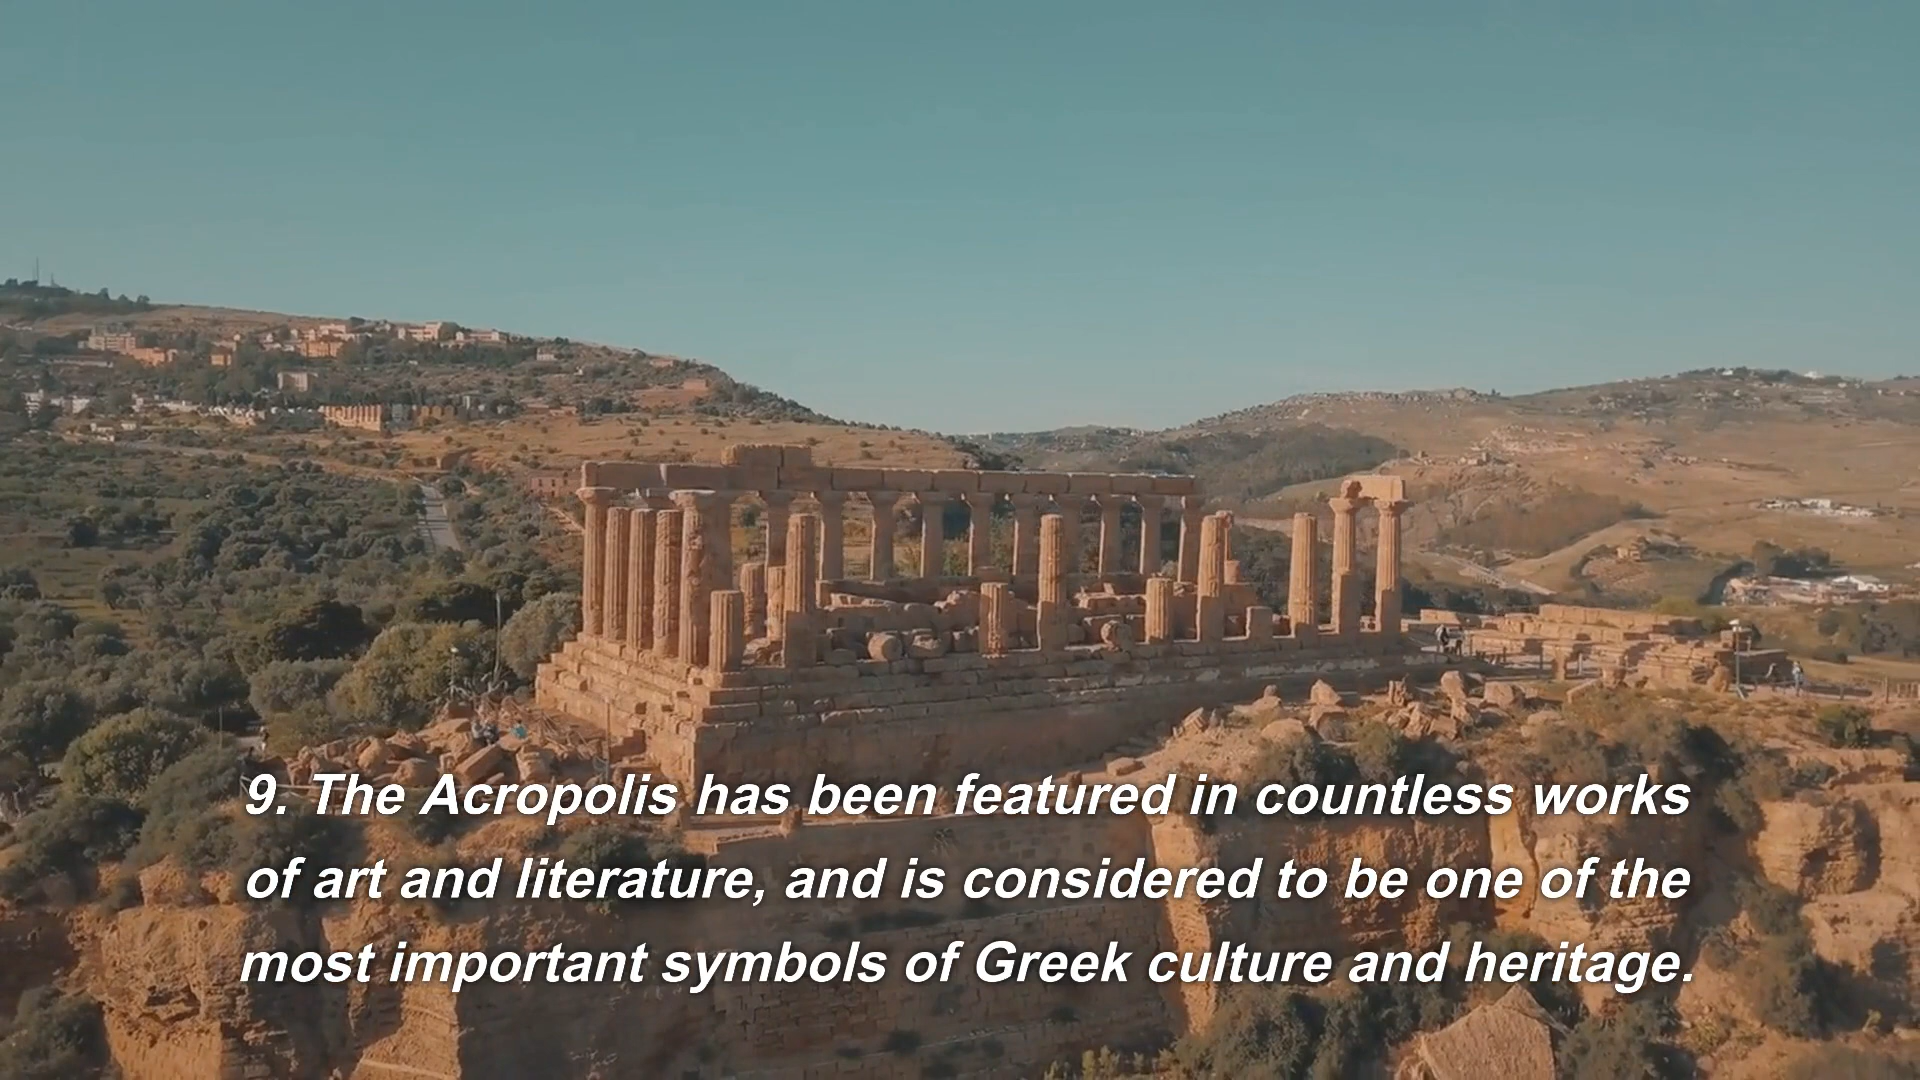 9. The Acropolis has been featured in countless works
of art and literature, and is considered to be one of the
most important symbols of Greek culture and heritage.